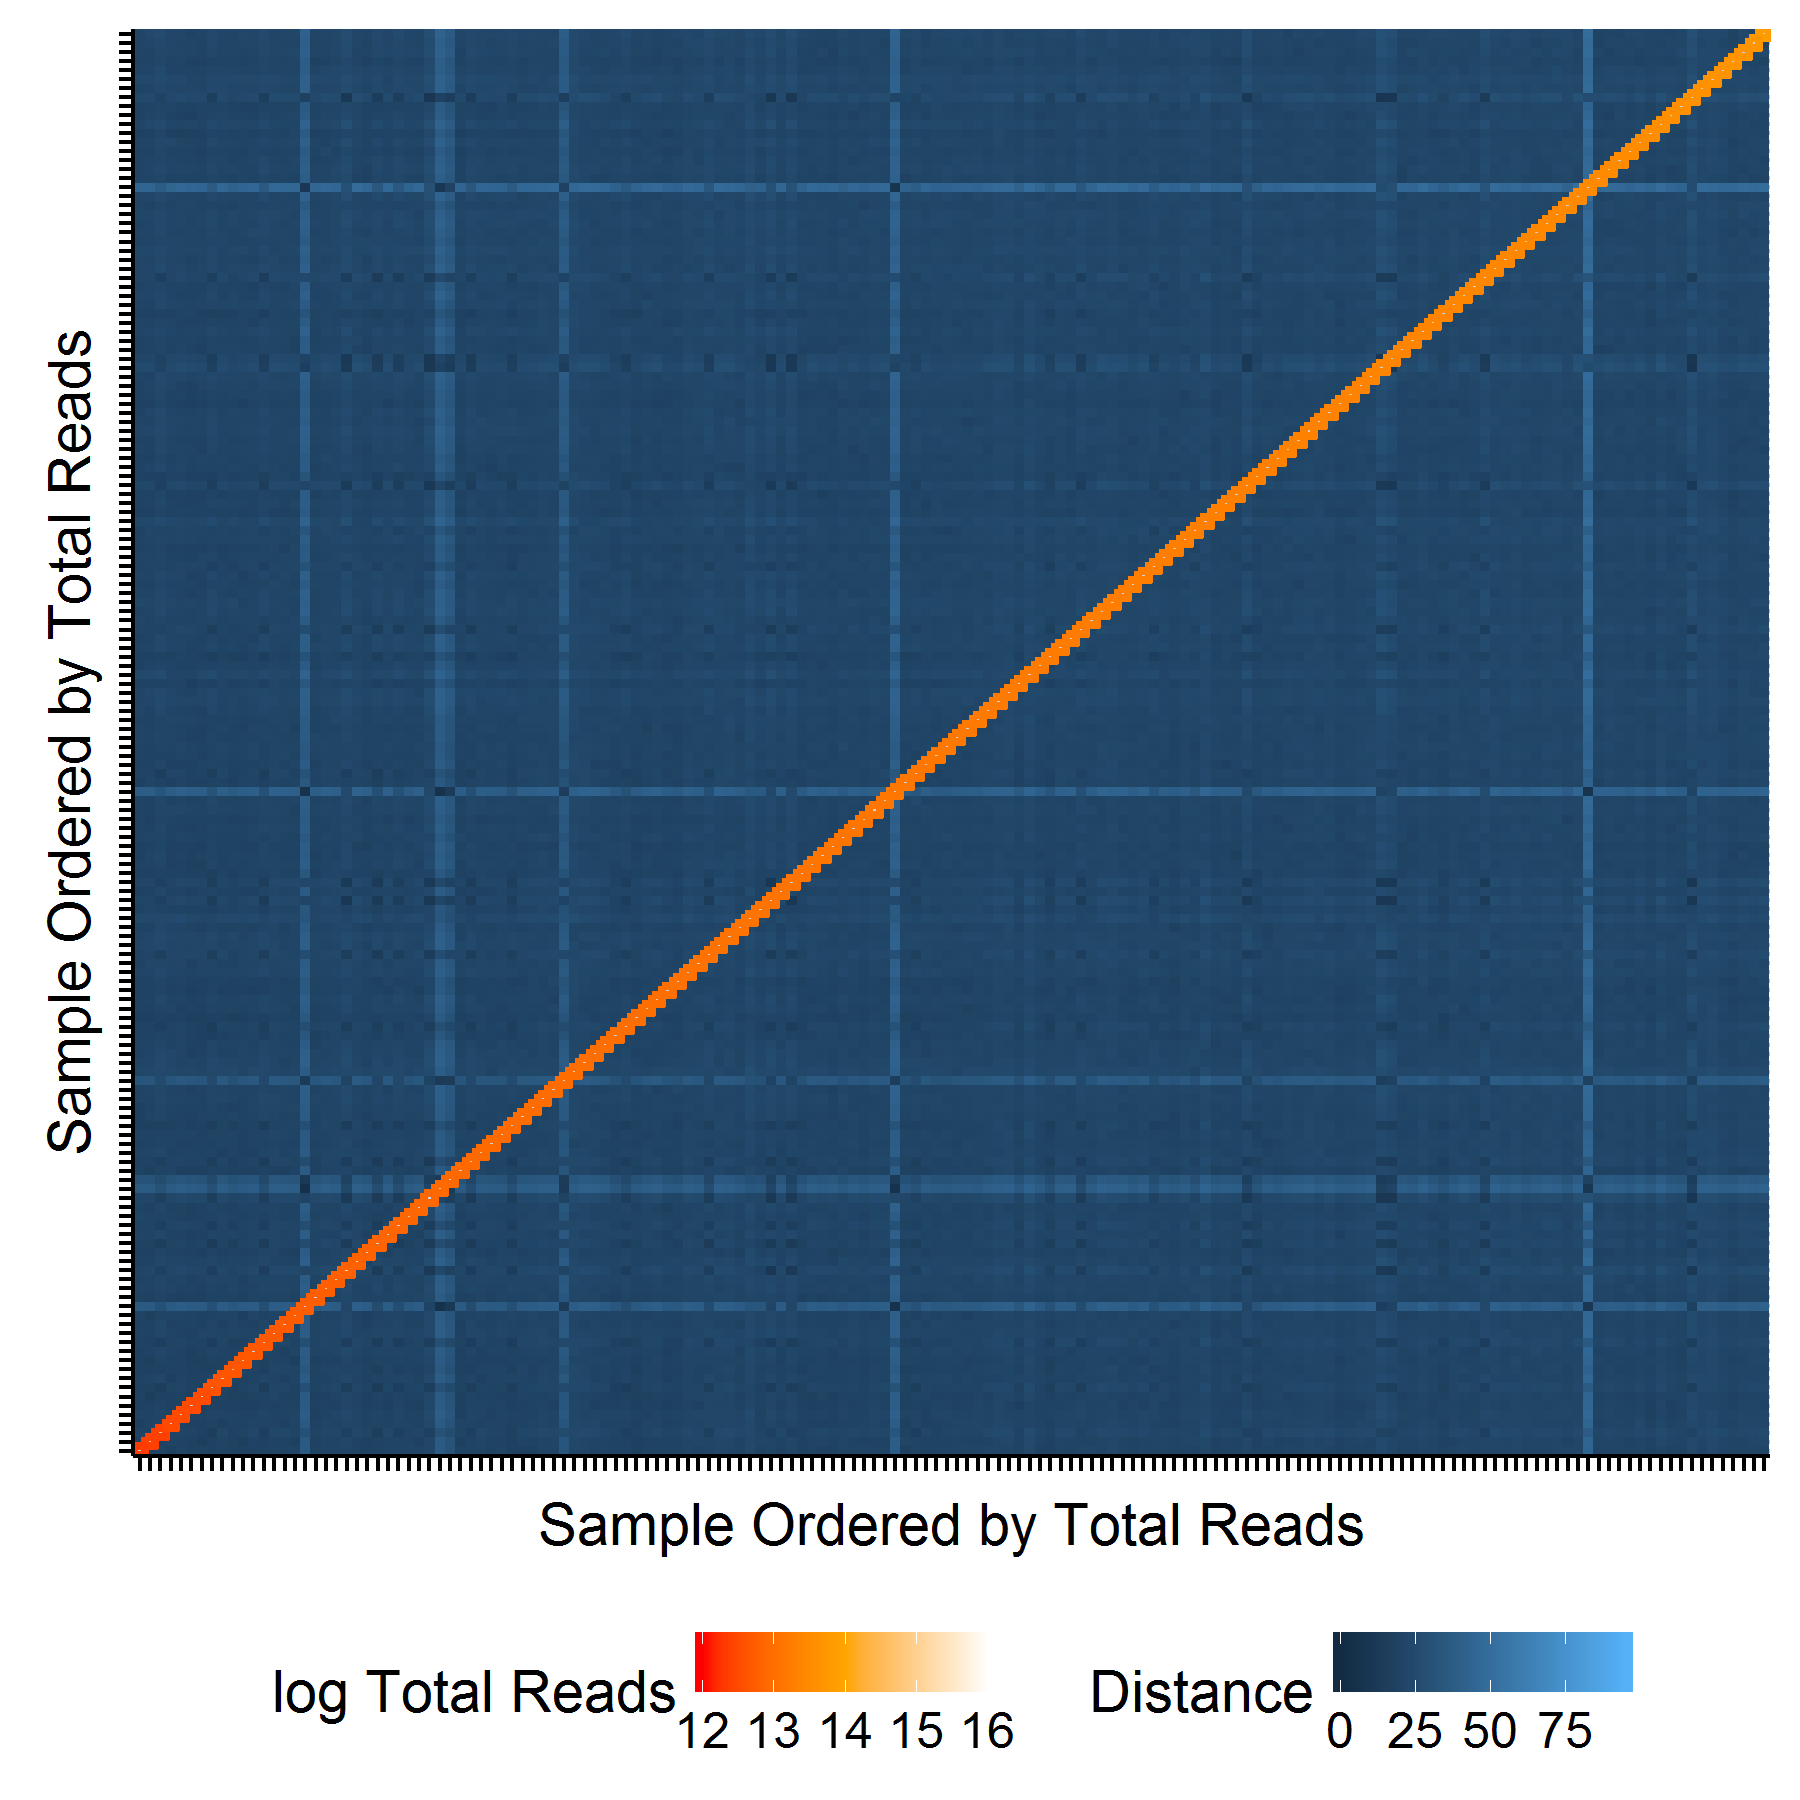 Sample Ordered by Total Reads
Sample Ordered by Total Reads
log Total Reads
12 13 14 15 16
Distance
0 25 50 75